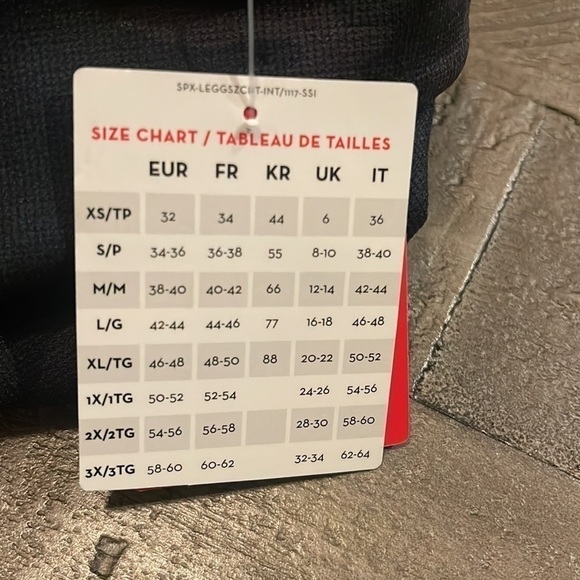 SIZE CHART / TABLEAU DE TAILLES
EUR FR KR UK IT
XS/TP 32 34 44 6 36
S/P 34-36 36-38 55 8-10 38-40
M/M 38-40 40-42 66 12-14 42-44
L/G 42-44 44-46 77 16-18 46-48
XL/TG 46-48 48-50 88 20-22 50-52
1X/1TG 50-52 52-54 24-26 54-56
2X/2TG 54-56 56-58 28-30 58-60
3X/3TG 58-60 60-62 32-34 62-64